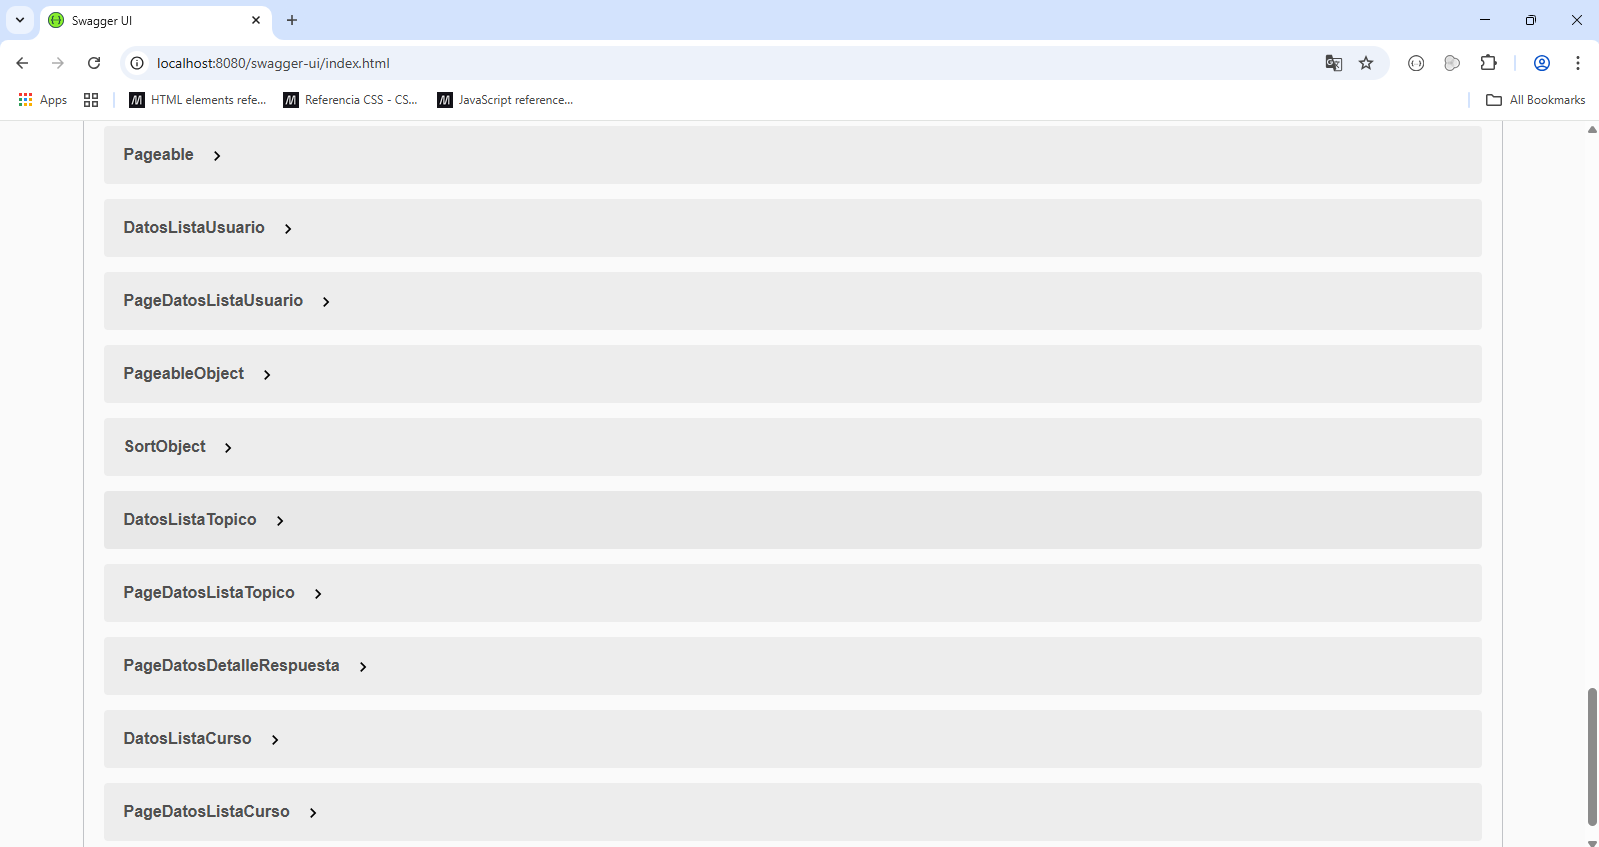 Swagger UI
localhost:8080/swagger-ui/index.html
Apps
HTML elements refe...
Referencia CSS - CS...
JavaScript reference...
All Bookmarks
Pageable
DatosListaUsuario
PageDatosListaUsuario
PageableObject
SortObject
DatosListaTopico
PageDatosListaTopico
PageDatosDetalleRespuesta
DatosListaCurso
PageDatosListaCurso